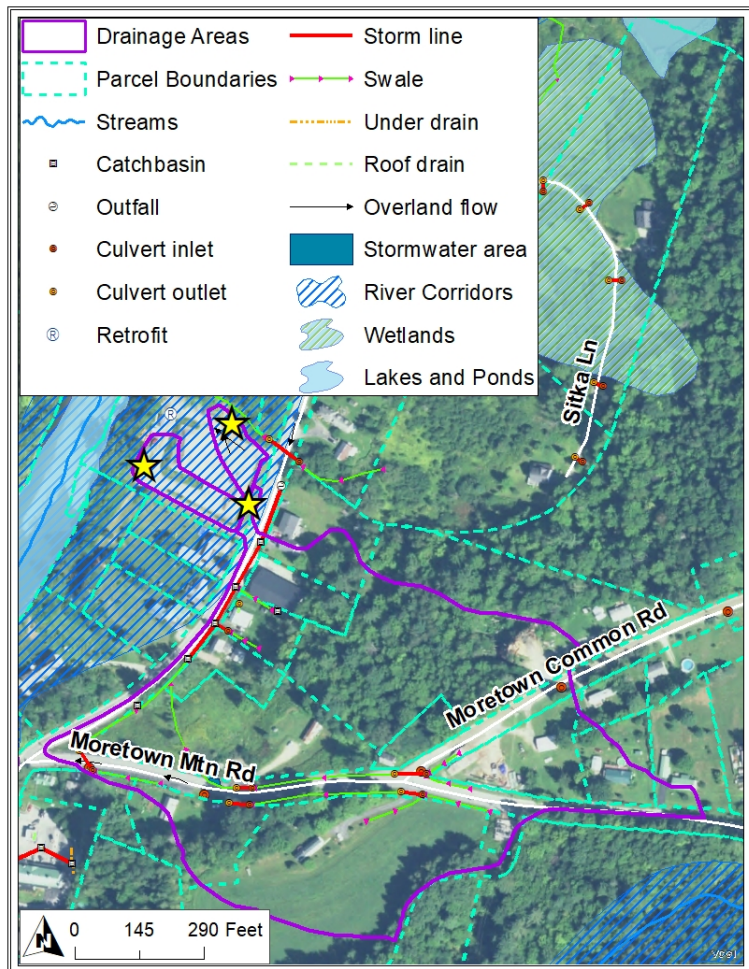 Drainage Areas
Parcel Boundaries
Streams
Catchbasin
Outfall
Culvert inlet
Culvert outlet
® Retrofit
Storm line
Swale
Under drain
Roof drain
Overland flow
Stormwater area
River Corridors
Wetlands
Lakes and Ponds
®
Sitka Ln
Moretown Common Rd
Moretown Mtn Rd
N
0 145 290 Feet